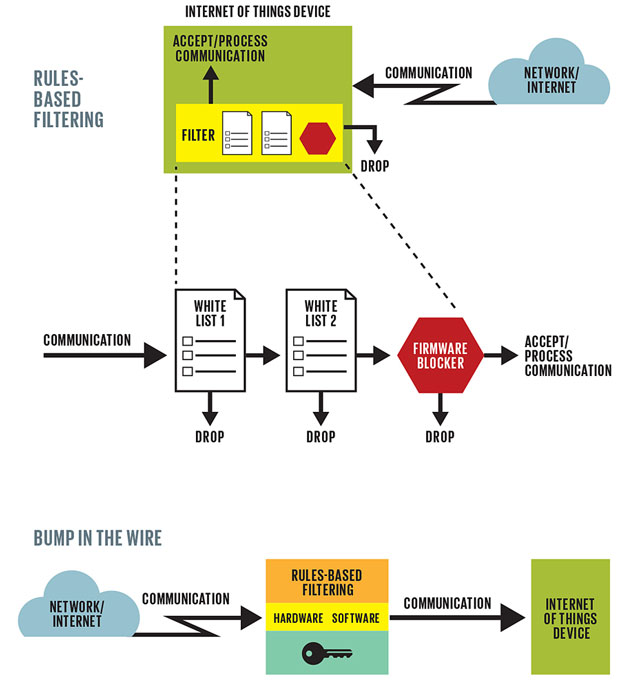 INTERNET OF THINGS DEVICE
RULES-
BASED
FILTERING
ACCEPT/PROCESS
COMMUNICATION
COMMUNICATION
NETWORK/
INTERNET
FILTER
DROP
COMMUNICATION
WHITE
LIST 1
WHITE
LIST 2
FIRMWARE
BLOCKER
ACCEPT/
PROCESS
COMMUNICATION
DROP
DROP
DROP
BUMP IN THE WIRE
NETWORK/
INTERNET
COMMUNICATION
RULES-BASED
FILTERING
HARDWARE SOFTWARE
COMMUNICATION
INTERNET
OF THINGS
DEVICE